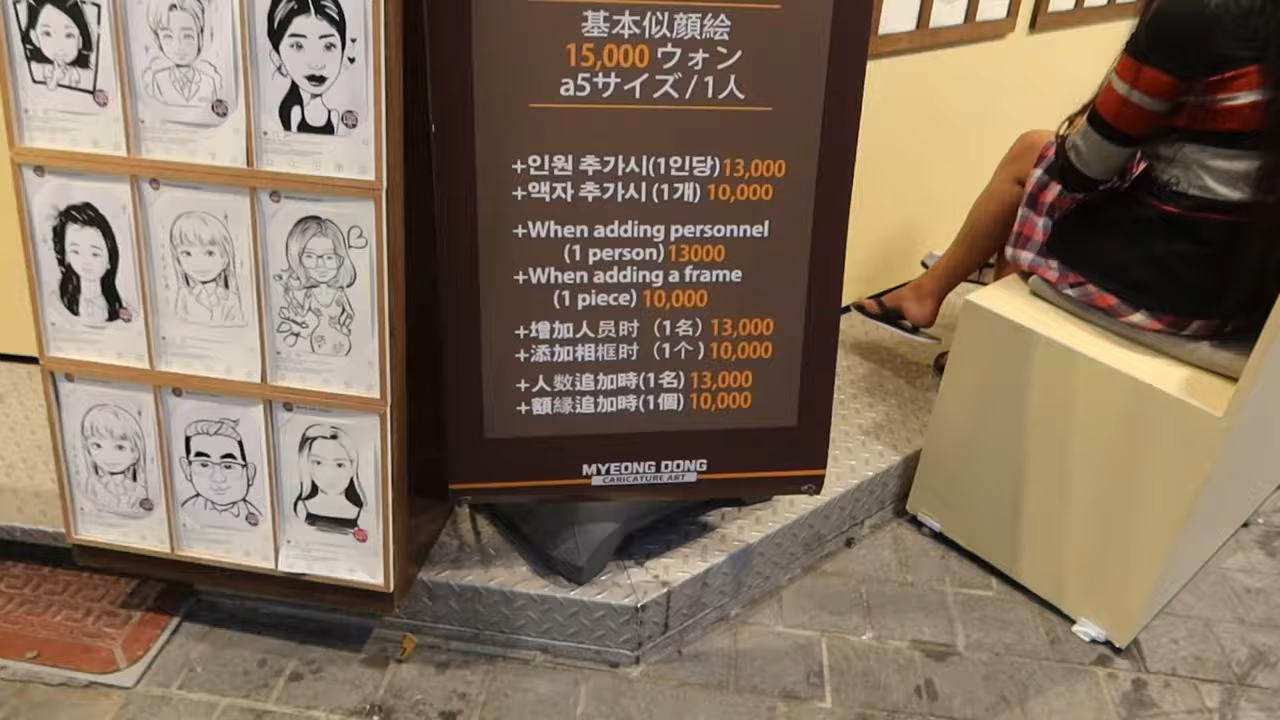 基本似顔絵
15,000 ウォン
a5サイズ/1人
+인원 추가시(1인당) 13,000
+액자 추가시 (1개) 10,000
+When adding personnel
(1 person) 13000
+When adding a frame
(1 piece) 10,000
+增加人员时（1名）13,000
+添加相框时（1个）10,000
+人数追加時(1名) 13,000
+額縁追加時(1個) 10,000
MYEONG DONG
CARICATURE ART